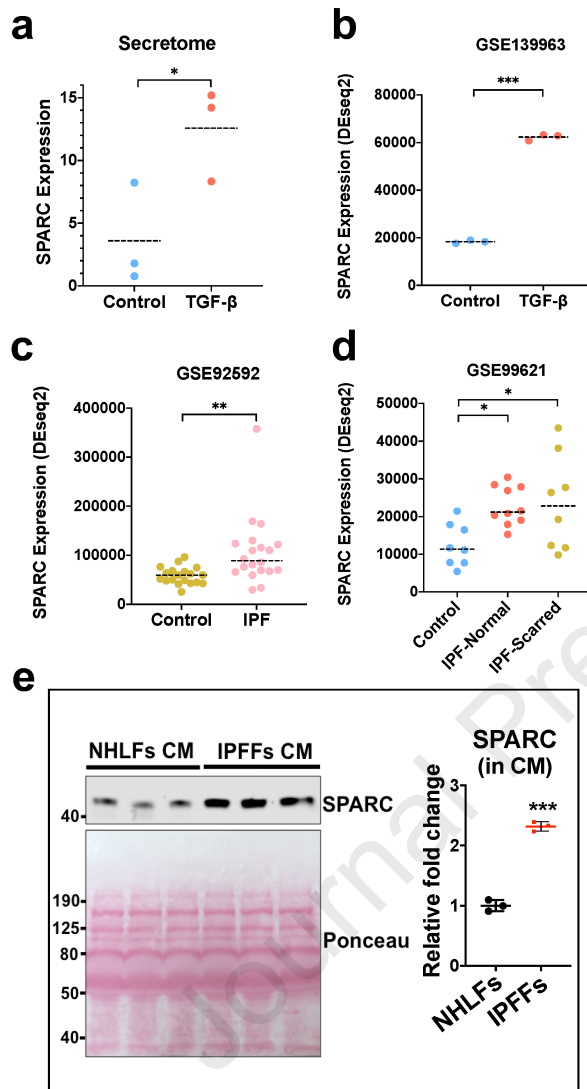 a
Secretome
*
SPARC Expression
15
10
5
0
Control
TGF-β
b
GSE139963
***
SPARC Expression (DEseq2)
80000
60000
40000
20000
0
Control
TGF-β
c
GSE92592
**
SPARC Expression (DEseq2)
400000
300000
200000
100000
0
Control
IPF
d
GSE99621
*
*
SPARC Expression (DEseq2)
50000
40000
30000
20000
10000
0
Control
IPF-Normal
IPF-Scarred
e
NHLFs CM
IPFFs CM
40
SPARC
190
125
80
50
40
Ponceau
SPARC
(in CM)
Relative fold change
3
2
1
0
***
NHLFs
IPFFs
Journal Pre